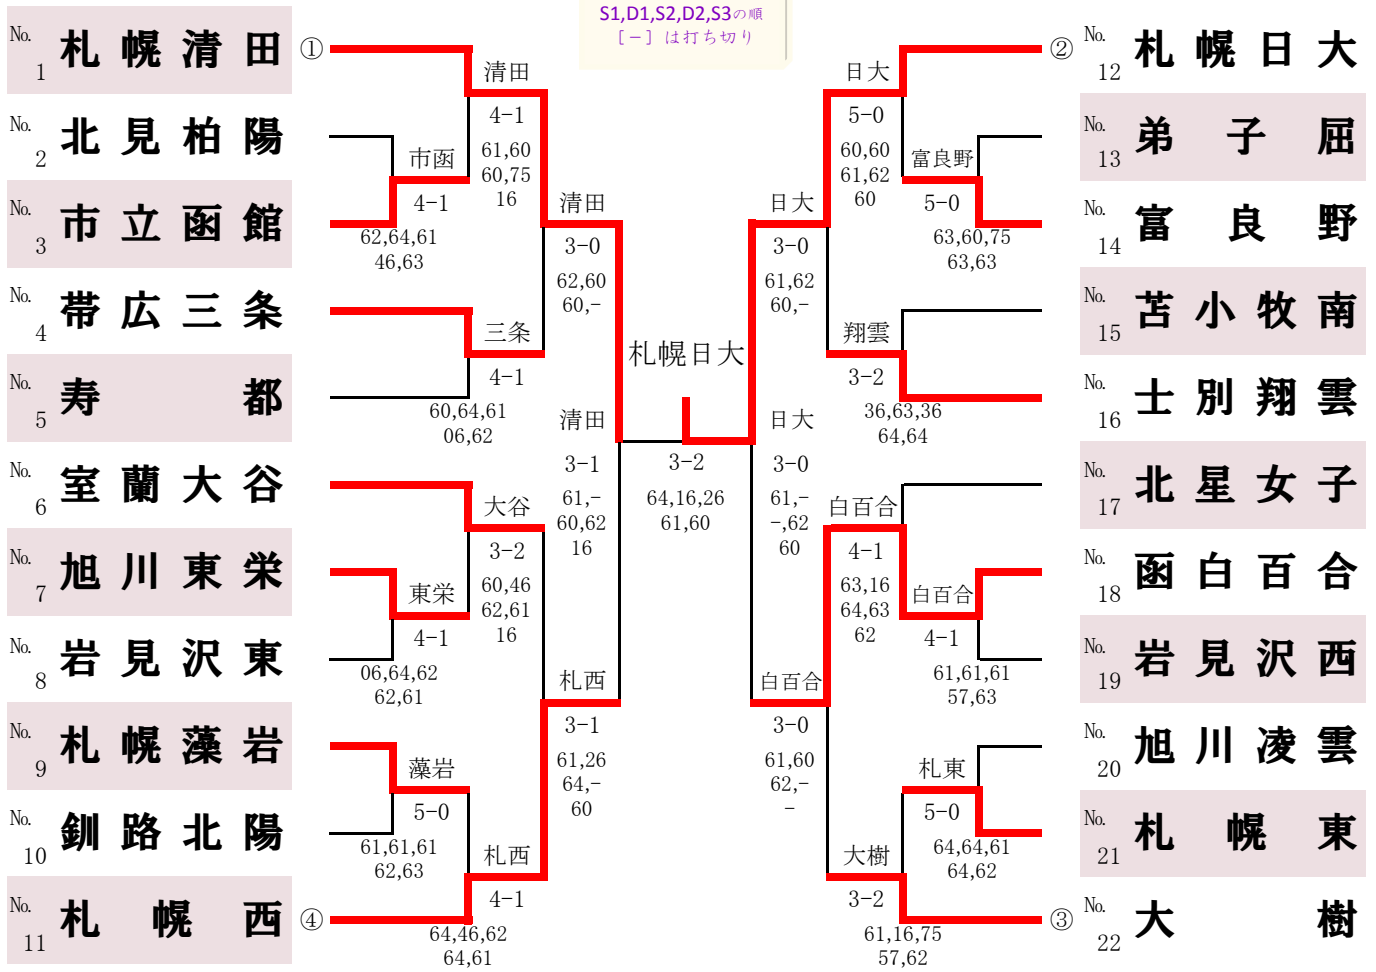 S1,D1,S2,D2,S3の順
[－] は打ち切り
No. 1 札幌清田 ①
No. 2 北見柏陽
No. 3 市立函館
No. 4 帯広三条
No. 5 寿都
No. 6 室蘭大谷
No. 7 旭川東栄
No. 8 岩見沢東
No. 9 札幌藻岩
No. 10 釧路北陽
No. 11 札幌西 ④
市函
4-1
62,64,61
46,63
東栄
4-1
06,64,62
62,61
藻岩
5-0
61,61,61
62,63
清田
4-1
61,60
60,75
16
三条
4-1
60,64,61
06,62
大谷
3-2
60,46
62,61
16
札西
4-1
64,46,62
64,61
清田
3-0
62,60
60,-
札西
3-1
61,26
64,-
60
清田
3-1
61,-
60,62
16
札幌日大
3-2
64,16,26
61,60
日大
3-0
61,-
-,62
60
日大
3-0
61,62
60,-
白百合
3-0
61,60
62,-
-
日大
5-0
60,60
61,62
60
翔雲
3-2
36,63,36
64,64
白百合
4-1
63,16
64,63
62
大樹
3-2
61,16,75
57,62
富良野
5-0
63,60,75
63,63
白百合
4-1
61,61,61
57,63
札東
5-0
64,64,61
64,62
② No. 12 札幌日大
No. 13 弟子屈
No. 14 富良野
No. 15 苫小牧南
No. 16 士別翔雲
No. 17 北星女子
No. 18 函白百合
No. 19 岩見沢西
No. 20 旭川凌雲
No. 21 札幌東
③ No. 22 大樹